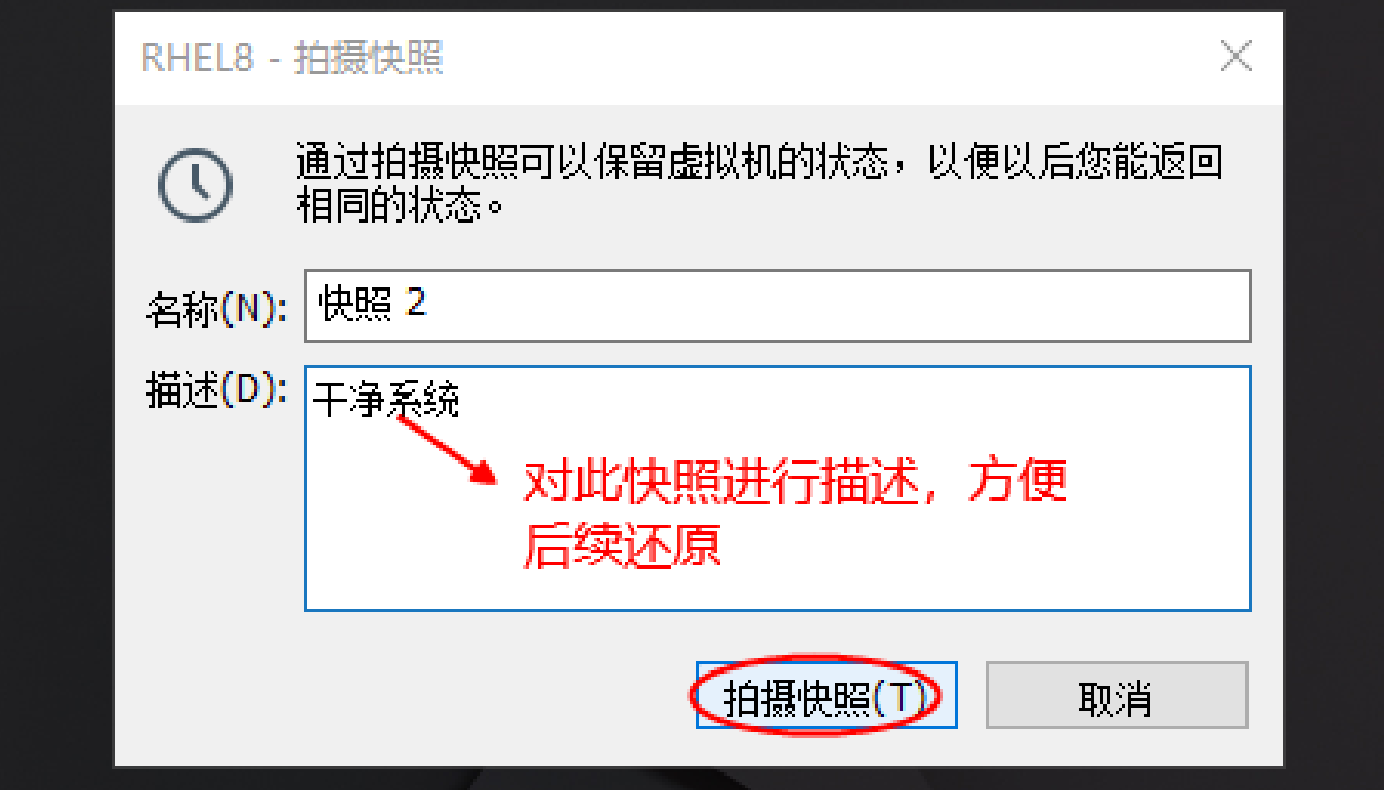 RHEL8 - 拍摄快照
通过拍摄快照可以保留虚拟机的状态，以便以后您能返回
相同的状态。
名称(N):
快照 2
描述(D):
干净系统
对此快照进行描述，方便
后续还原
拍摄快照(T)
取消